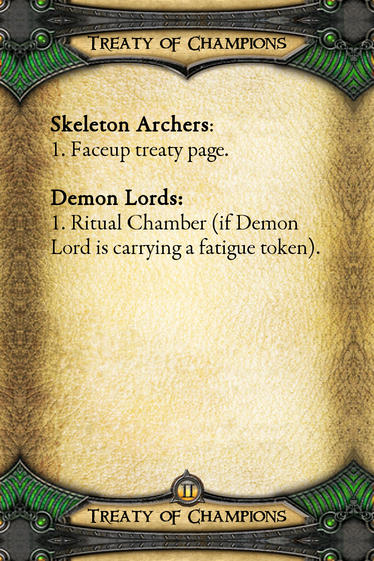 Treaty of Champions
Skeleton Archers:
1. Faceup treaty page.
Demon Lords:
1. Ritual Chamber (if Demon
Lord is carrying a fatigue token).
II
Treaty of Champions